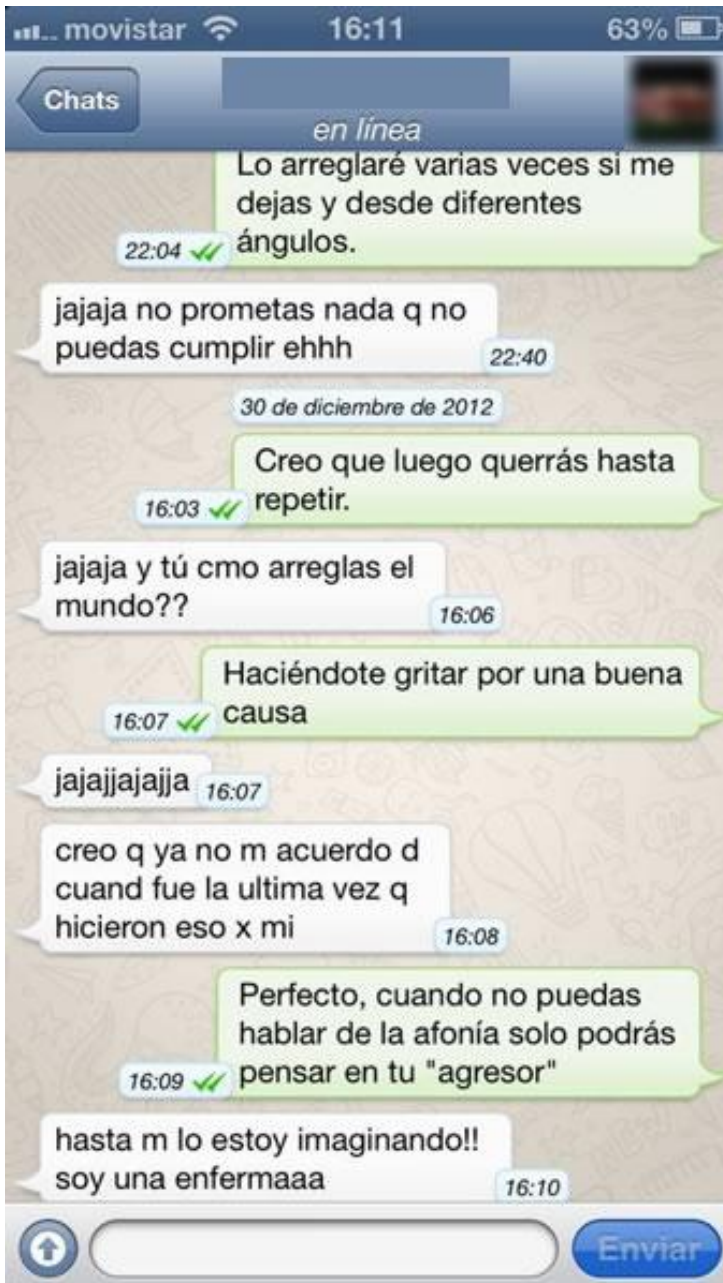 movistar 16:11 63%
Chats
en línea
Lo arreglaré varias veces si me
dejas y desde diferentes
22:04 ángulos.
jajaja no prometas nada q no
puedas cumplir ehhh 22:40
30 de diciembre de 2012
Creo que luego querrás hasta
16:03 repetir.
jajaja y tú cmo arreglas el
mundo?? 16:06
Haciéndote gritar por una buena
16:07 causa
jajajjajajja 16:07
creo q ya no m acuerdo d
cuand fue la ultima vez q
hicieron eso x mi 16:08
Perfecto, cuando no puedas
hablar de la afonía solo podrás
16:09 pensar en tu "agresor"
hasta m lo estoy imaginando!!
soy una enfermaaa 16:10
Enviar